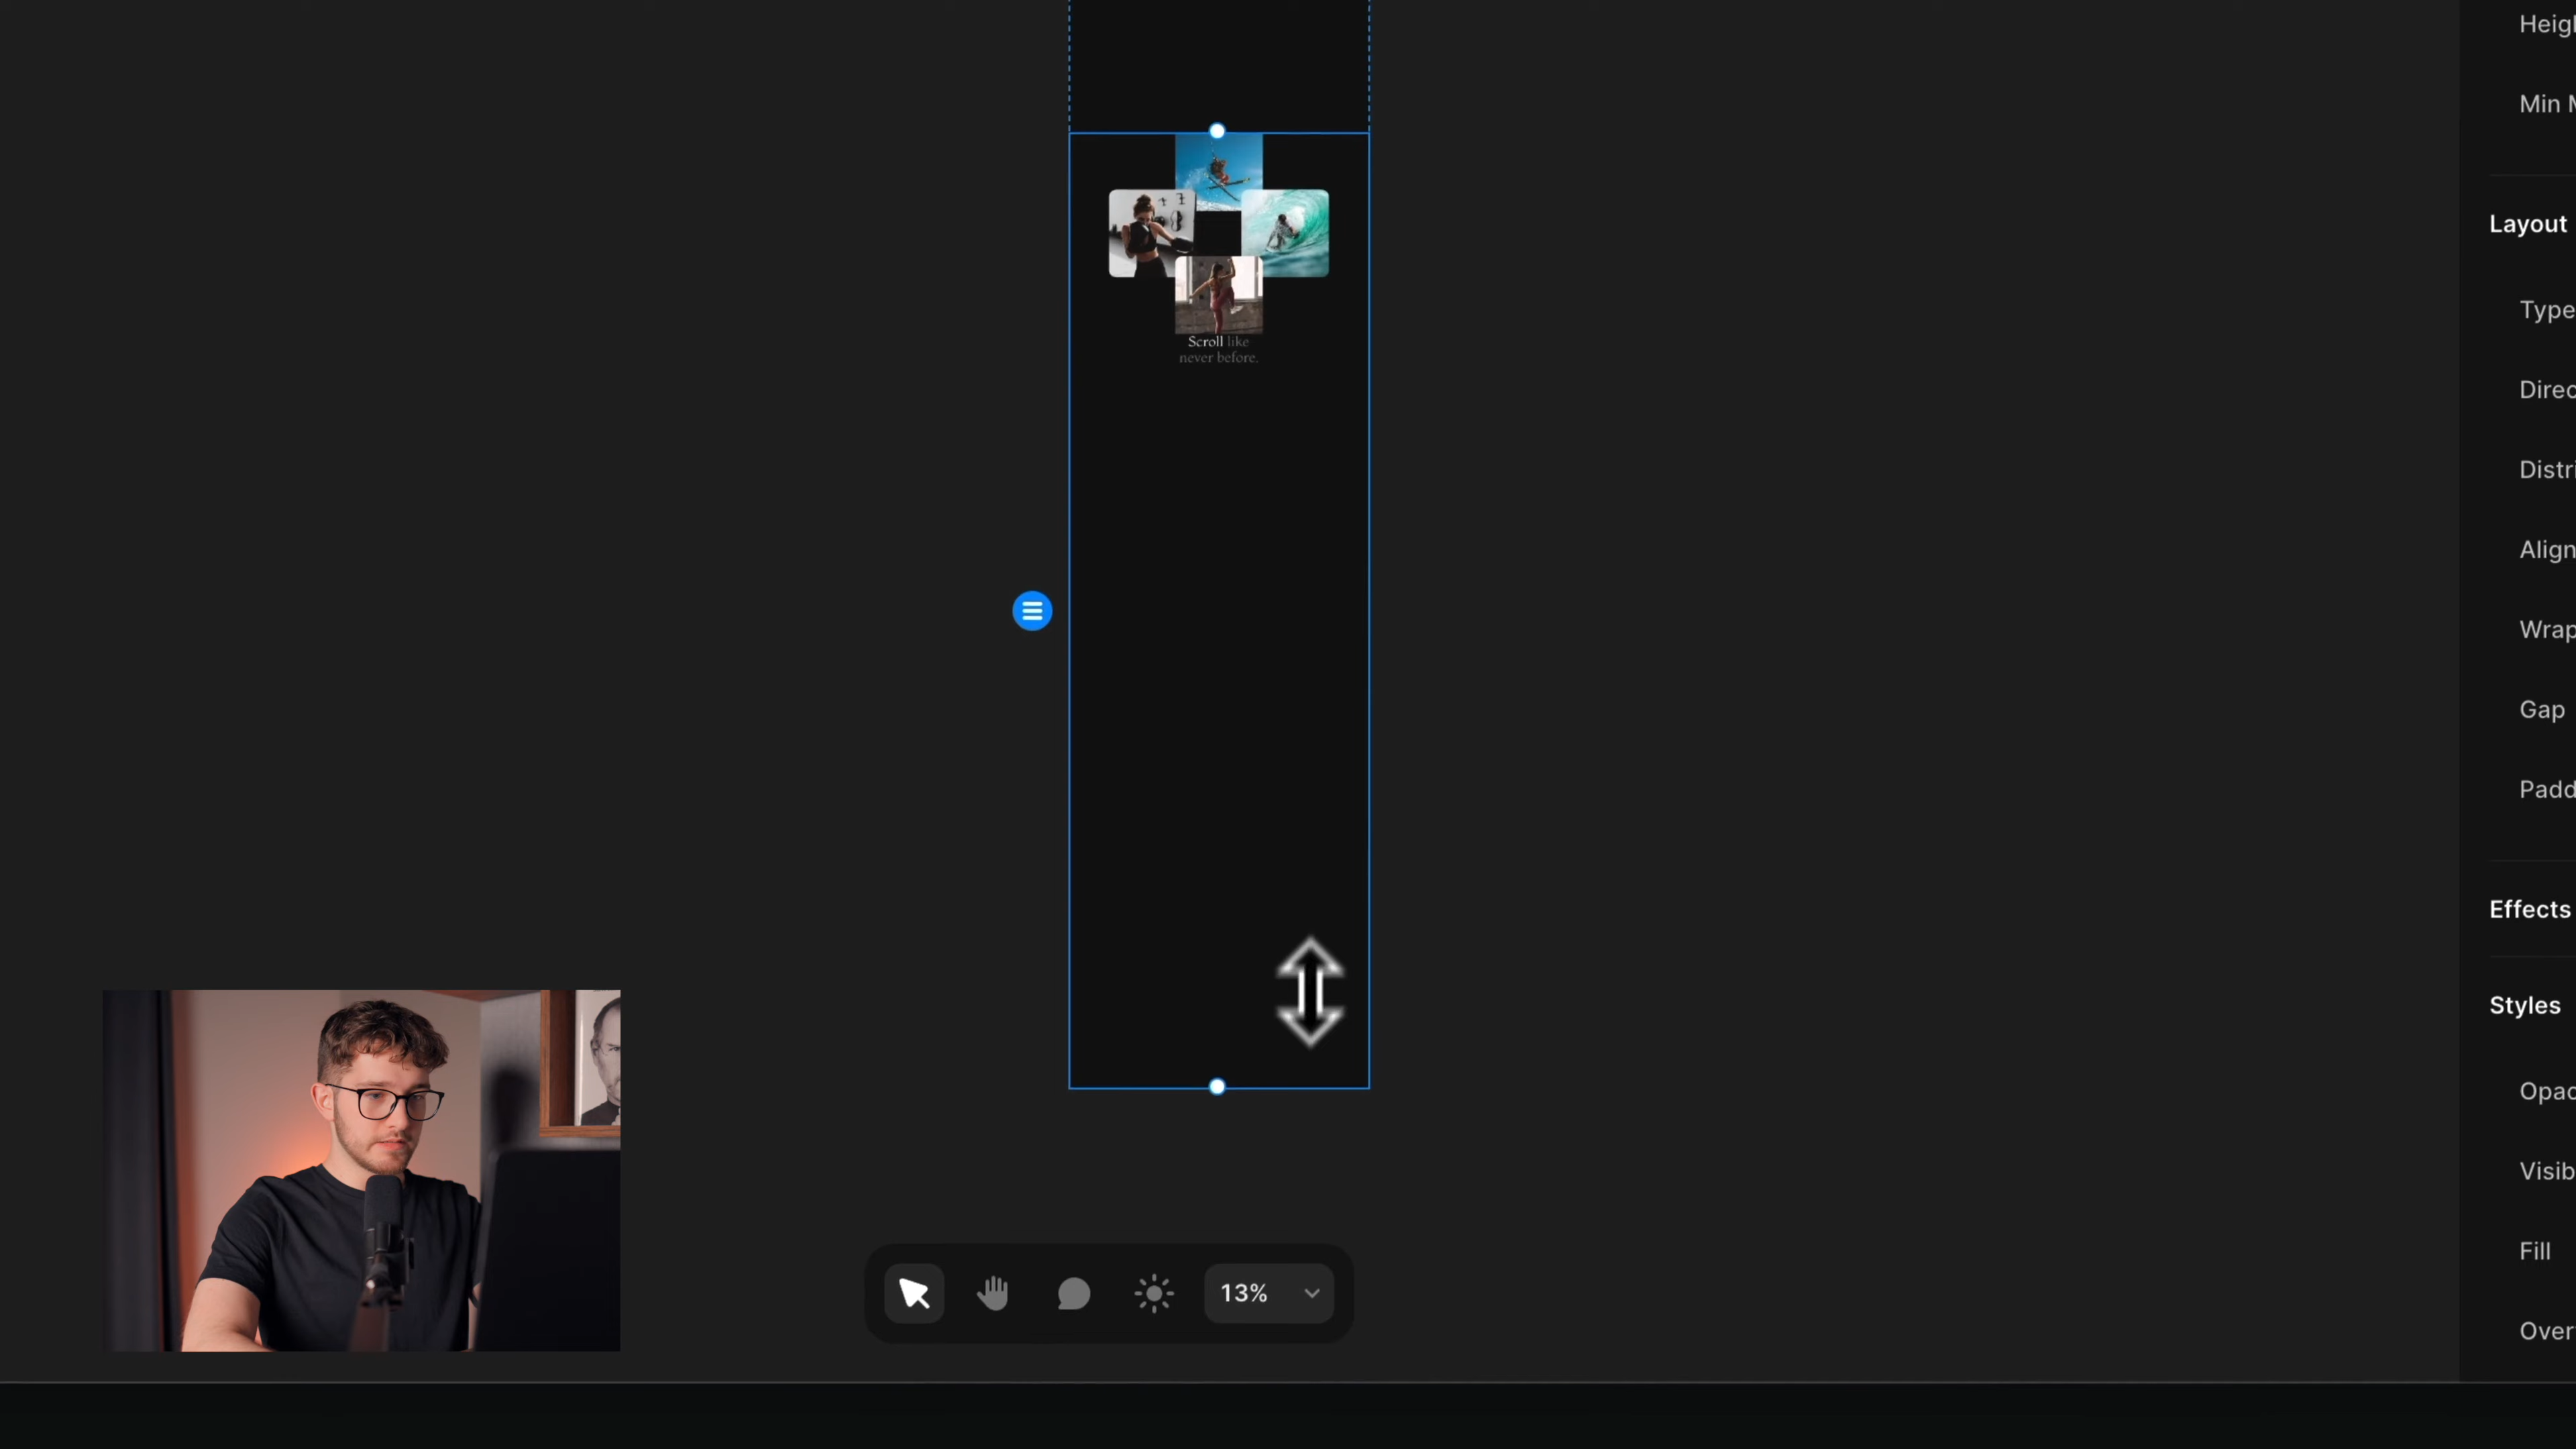 Heig
Min M
Layout
Type
Direc
Distri
Align
Wrap
Gap
Padd
Effects
Styles
Opac
Visib
Fill
Over
Scroll like
never before.
13%